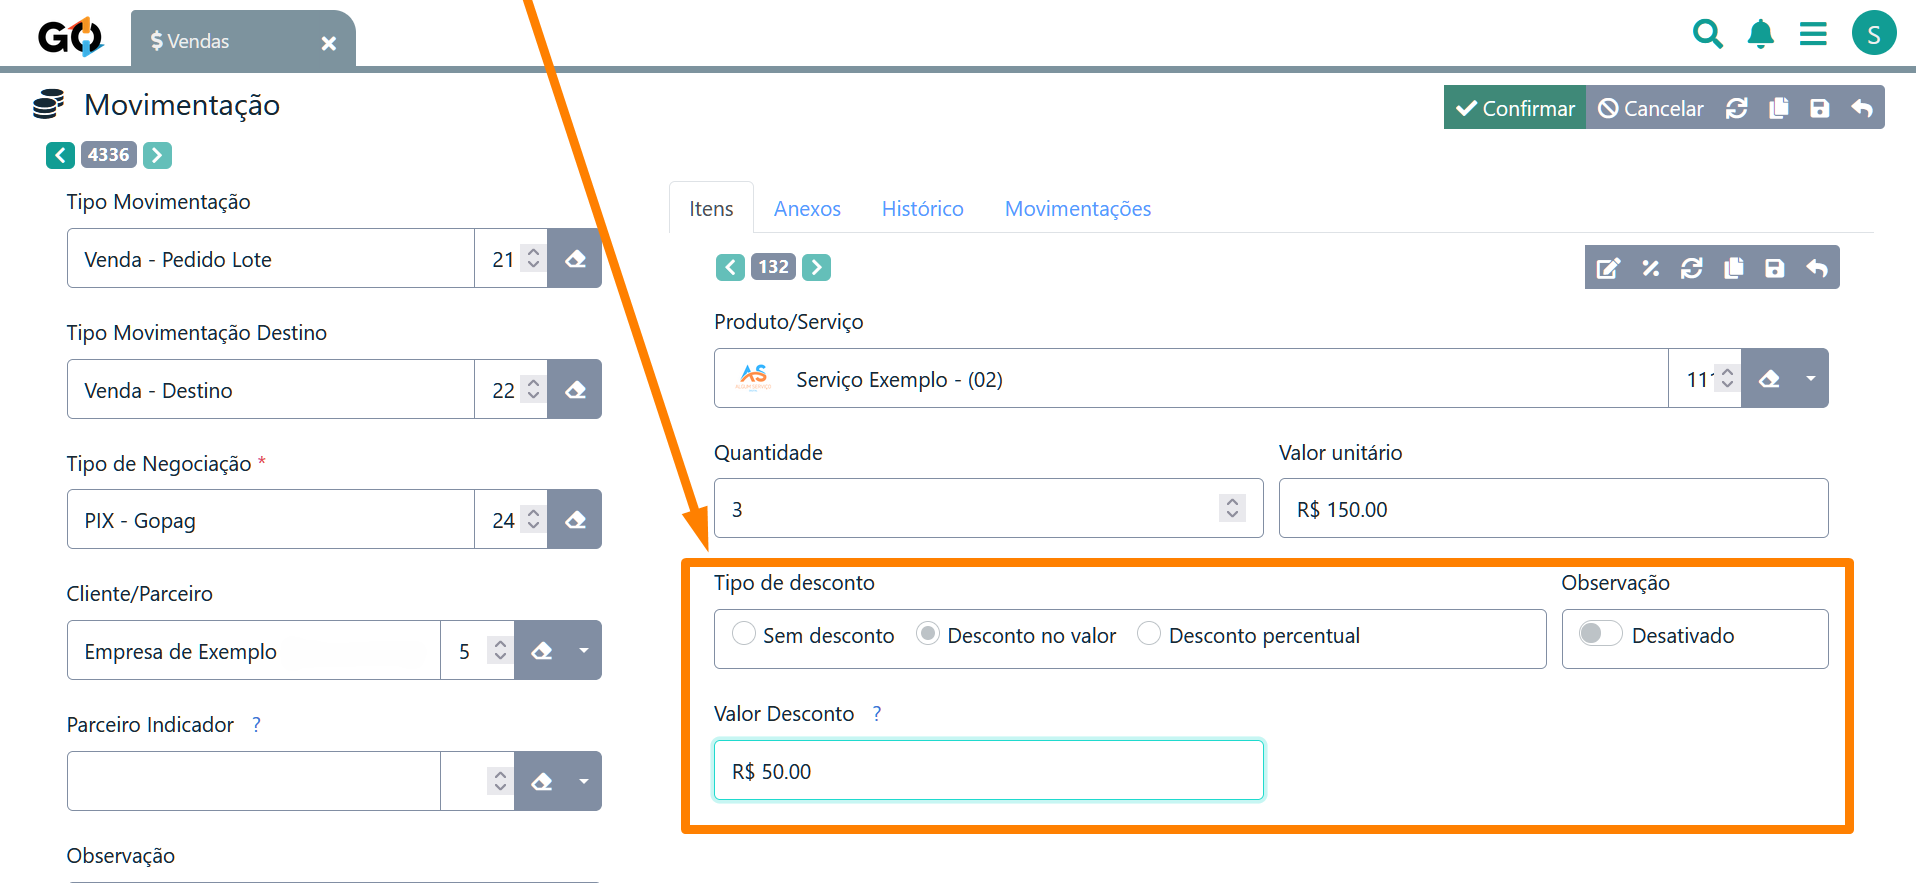 GO
$ Vendas
S
Movimentação
Confirmar
Cancelar
4336
Tipo Movimentação
Venda - Pedido Lote
21
Tipo Movimentação Destino
Venda - Destino
22
Tipo de Negociação *
PIX - Gopag
24
Cliente/Parceiro
Empresa de Exemplo
5
Parceiro Indicador ?
Observação
Itens
Anexos
Histórico
Movimentações
132
Produto/Serviço
AS
Serviço Exemplo - (02)
Quantidade
Valor unitário
3
R$ 150.00
Tipo de desconto
Observação
Sem desconto
Desconto no valor
Desconto percentual
Desativado
Valor Desconto ?
R$ 50.00